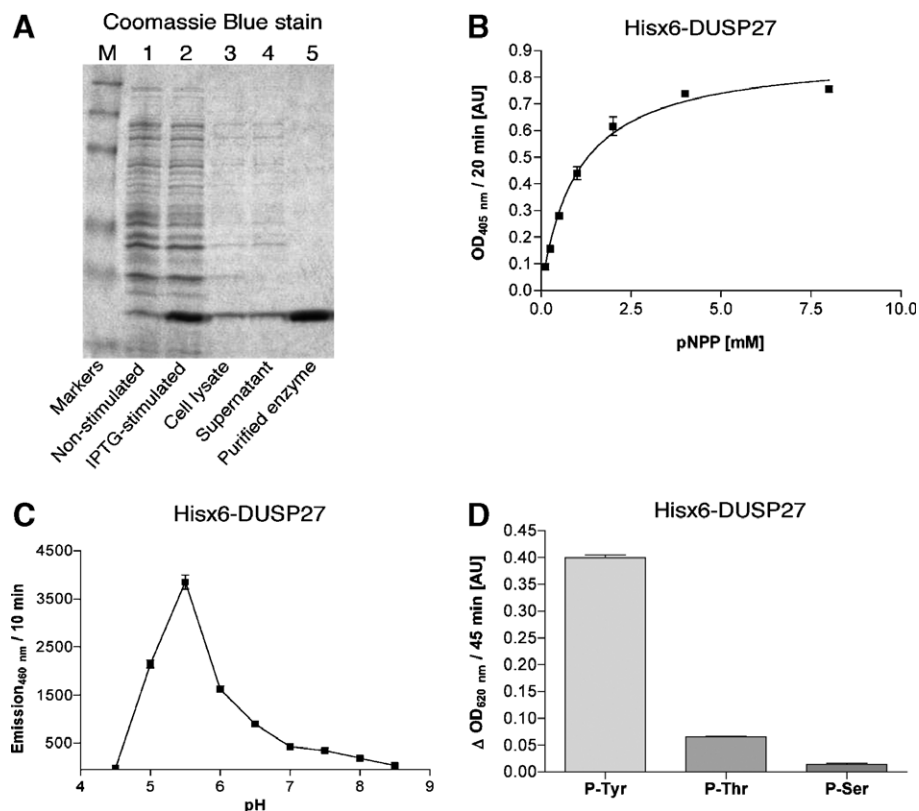 A
Coomassie Blue stain
M 1 2 3 4 5
Markers
Non-stimulated
IPTG-stimulated
Cell lysate
Supernatant
Purified enzyme
B
Hisx6-DUSP27
OD405 nm / 20 min [AU]
0.9
0.8
0.7
0.6
0.5
0.4
0.3
0.2
0.1
0.0
0.0 2.5 5.0 7.5 10.0
pNPP [mM]
C
Hisx6-DUSP27
Emission460 nm / 10 min
4500
3500
2500
1500
500
4 5 6 7 8 9
pH
D
Hisx6-DUSP27
Δ OD620 nm / 45 min [AU]
0.45
0.40
0.35
0.30
0.25
0.20
0.15
0.10
0.05
0.00
P-Tyr P-Thr P-Ser